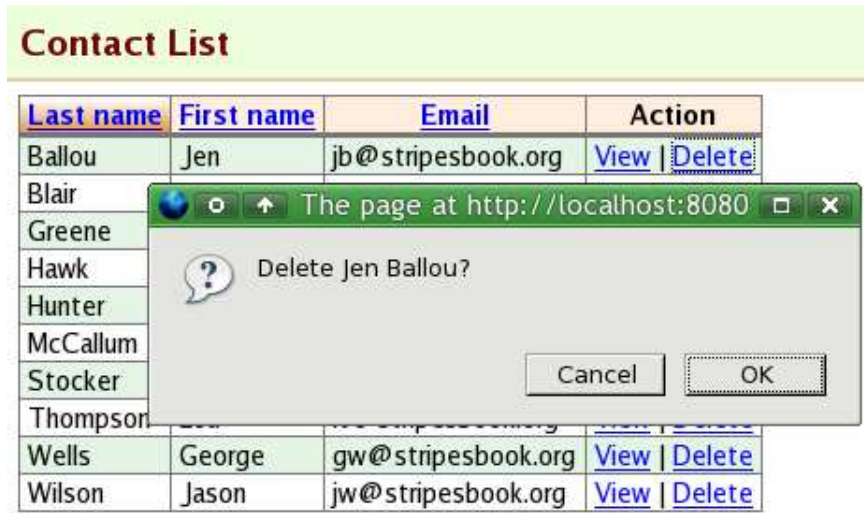 Contact List
Last name First name Email Action
Ballou Jen jb@stripesbook.org View | Delete
Blair
The page at http://localhost:8080
Greene
Hawk
Delete Jen Ballou?
Hunter
McCallum
Stocker
Cancel OK
Thompson
Wells George gw@stripesbook.org View | Delete
Wilson Jason jw@stripesbook.org View | Delete